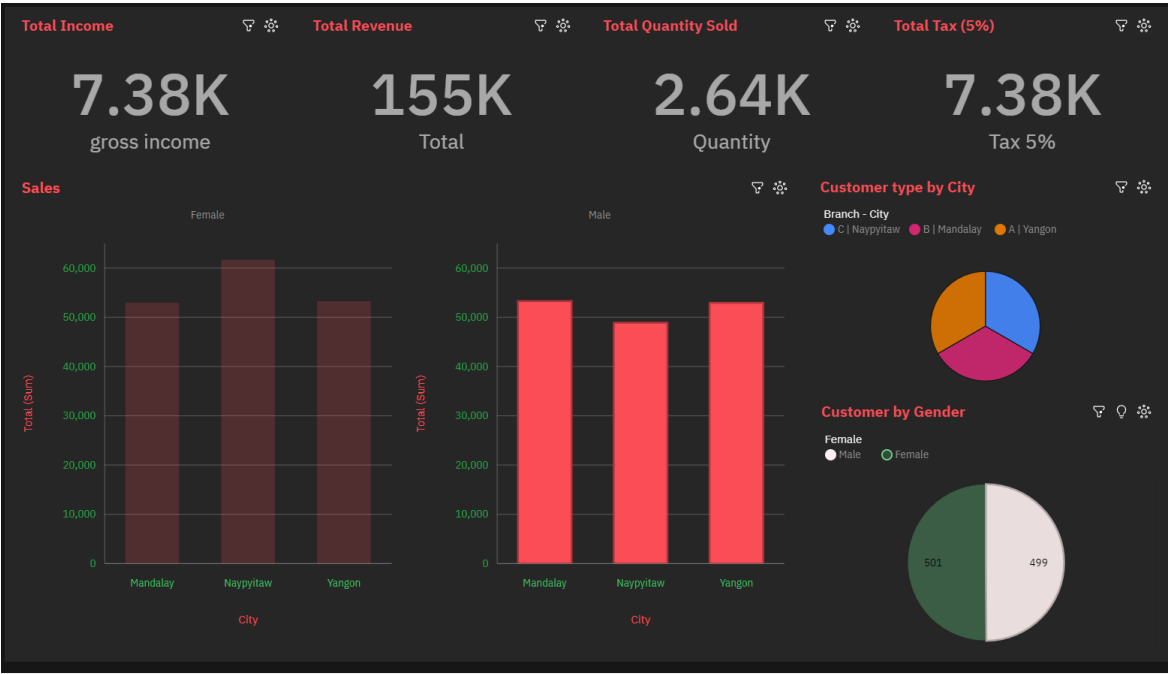 Total Income
Total Revenue
Total Quantity Sold
Total Tax (5%)
7.38K
155K
2.64K
7.38K
gross income
Total
Quantity
Tax 5%
Sales
Female
Male
Total (Sum)
60,000
50,000
40,000
30,000
20,000
10,000
0
Mandalay
Naypyitaw
Yangon
City
Total (Sum)
60,000
50,000
40,000
30,000
20,000
10,000
0
Mandalay
Naypyitaw
Yangon
City
Customer type by City
Branch - City
C | Naypyitaw
B | Mandalay
A | Yangon
Customer by Gender
Female
Male
Female
501
499